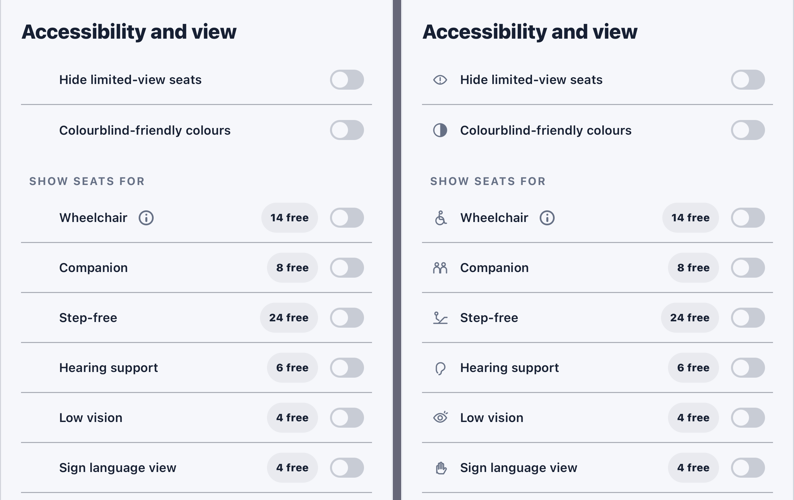 Accessibility and view
Hide limited-view seats
Colourblind-friendly colours
SHOW SEATS FOR
Wheelchair 14 free
Companion 8 free
Step-free 24 free
Hearing support 6 free
Low vision 4 free
Sign language view 4 free
Accessibility and view
Hide limited-view seats
Colourblind-friendly colours
SHOW SEATS FOR
Wheelchair 14 free
Companion 8 free
Step-free 24 free
Hearing support 6 free
Low vision 4 free
Sign language view 4 free